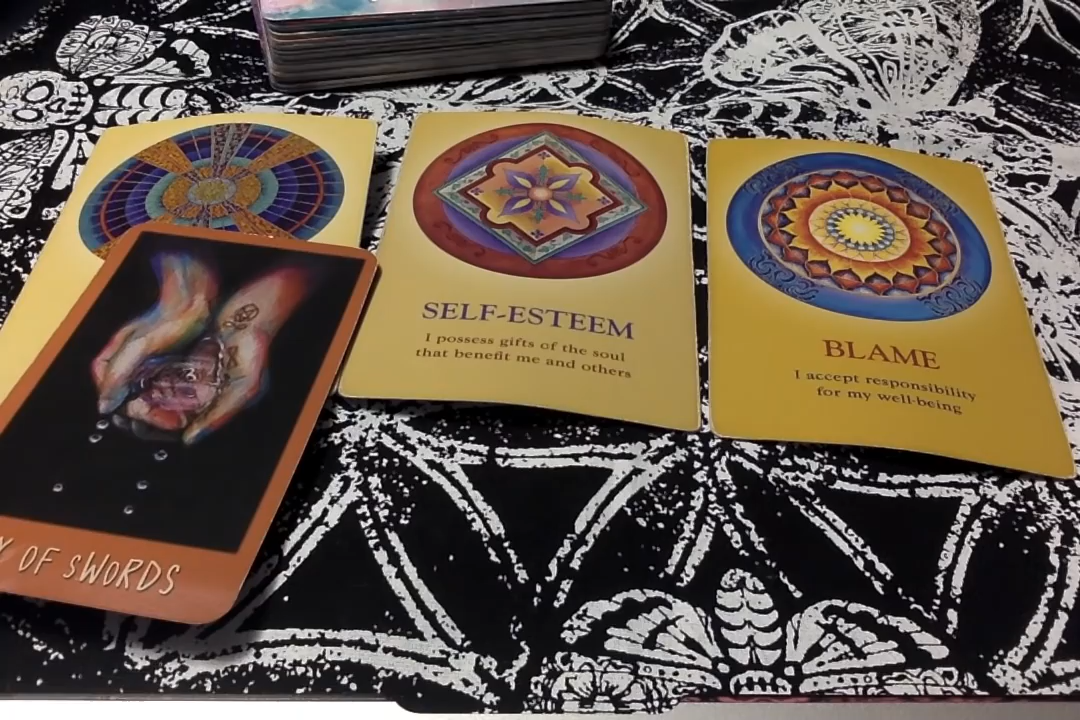 SELF-ESTEEM
I possess gifts of the soul
that benefit me and others
BLAME
I accept responsibility
for my well-being
OF SWORDS